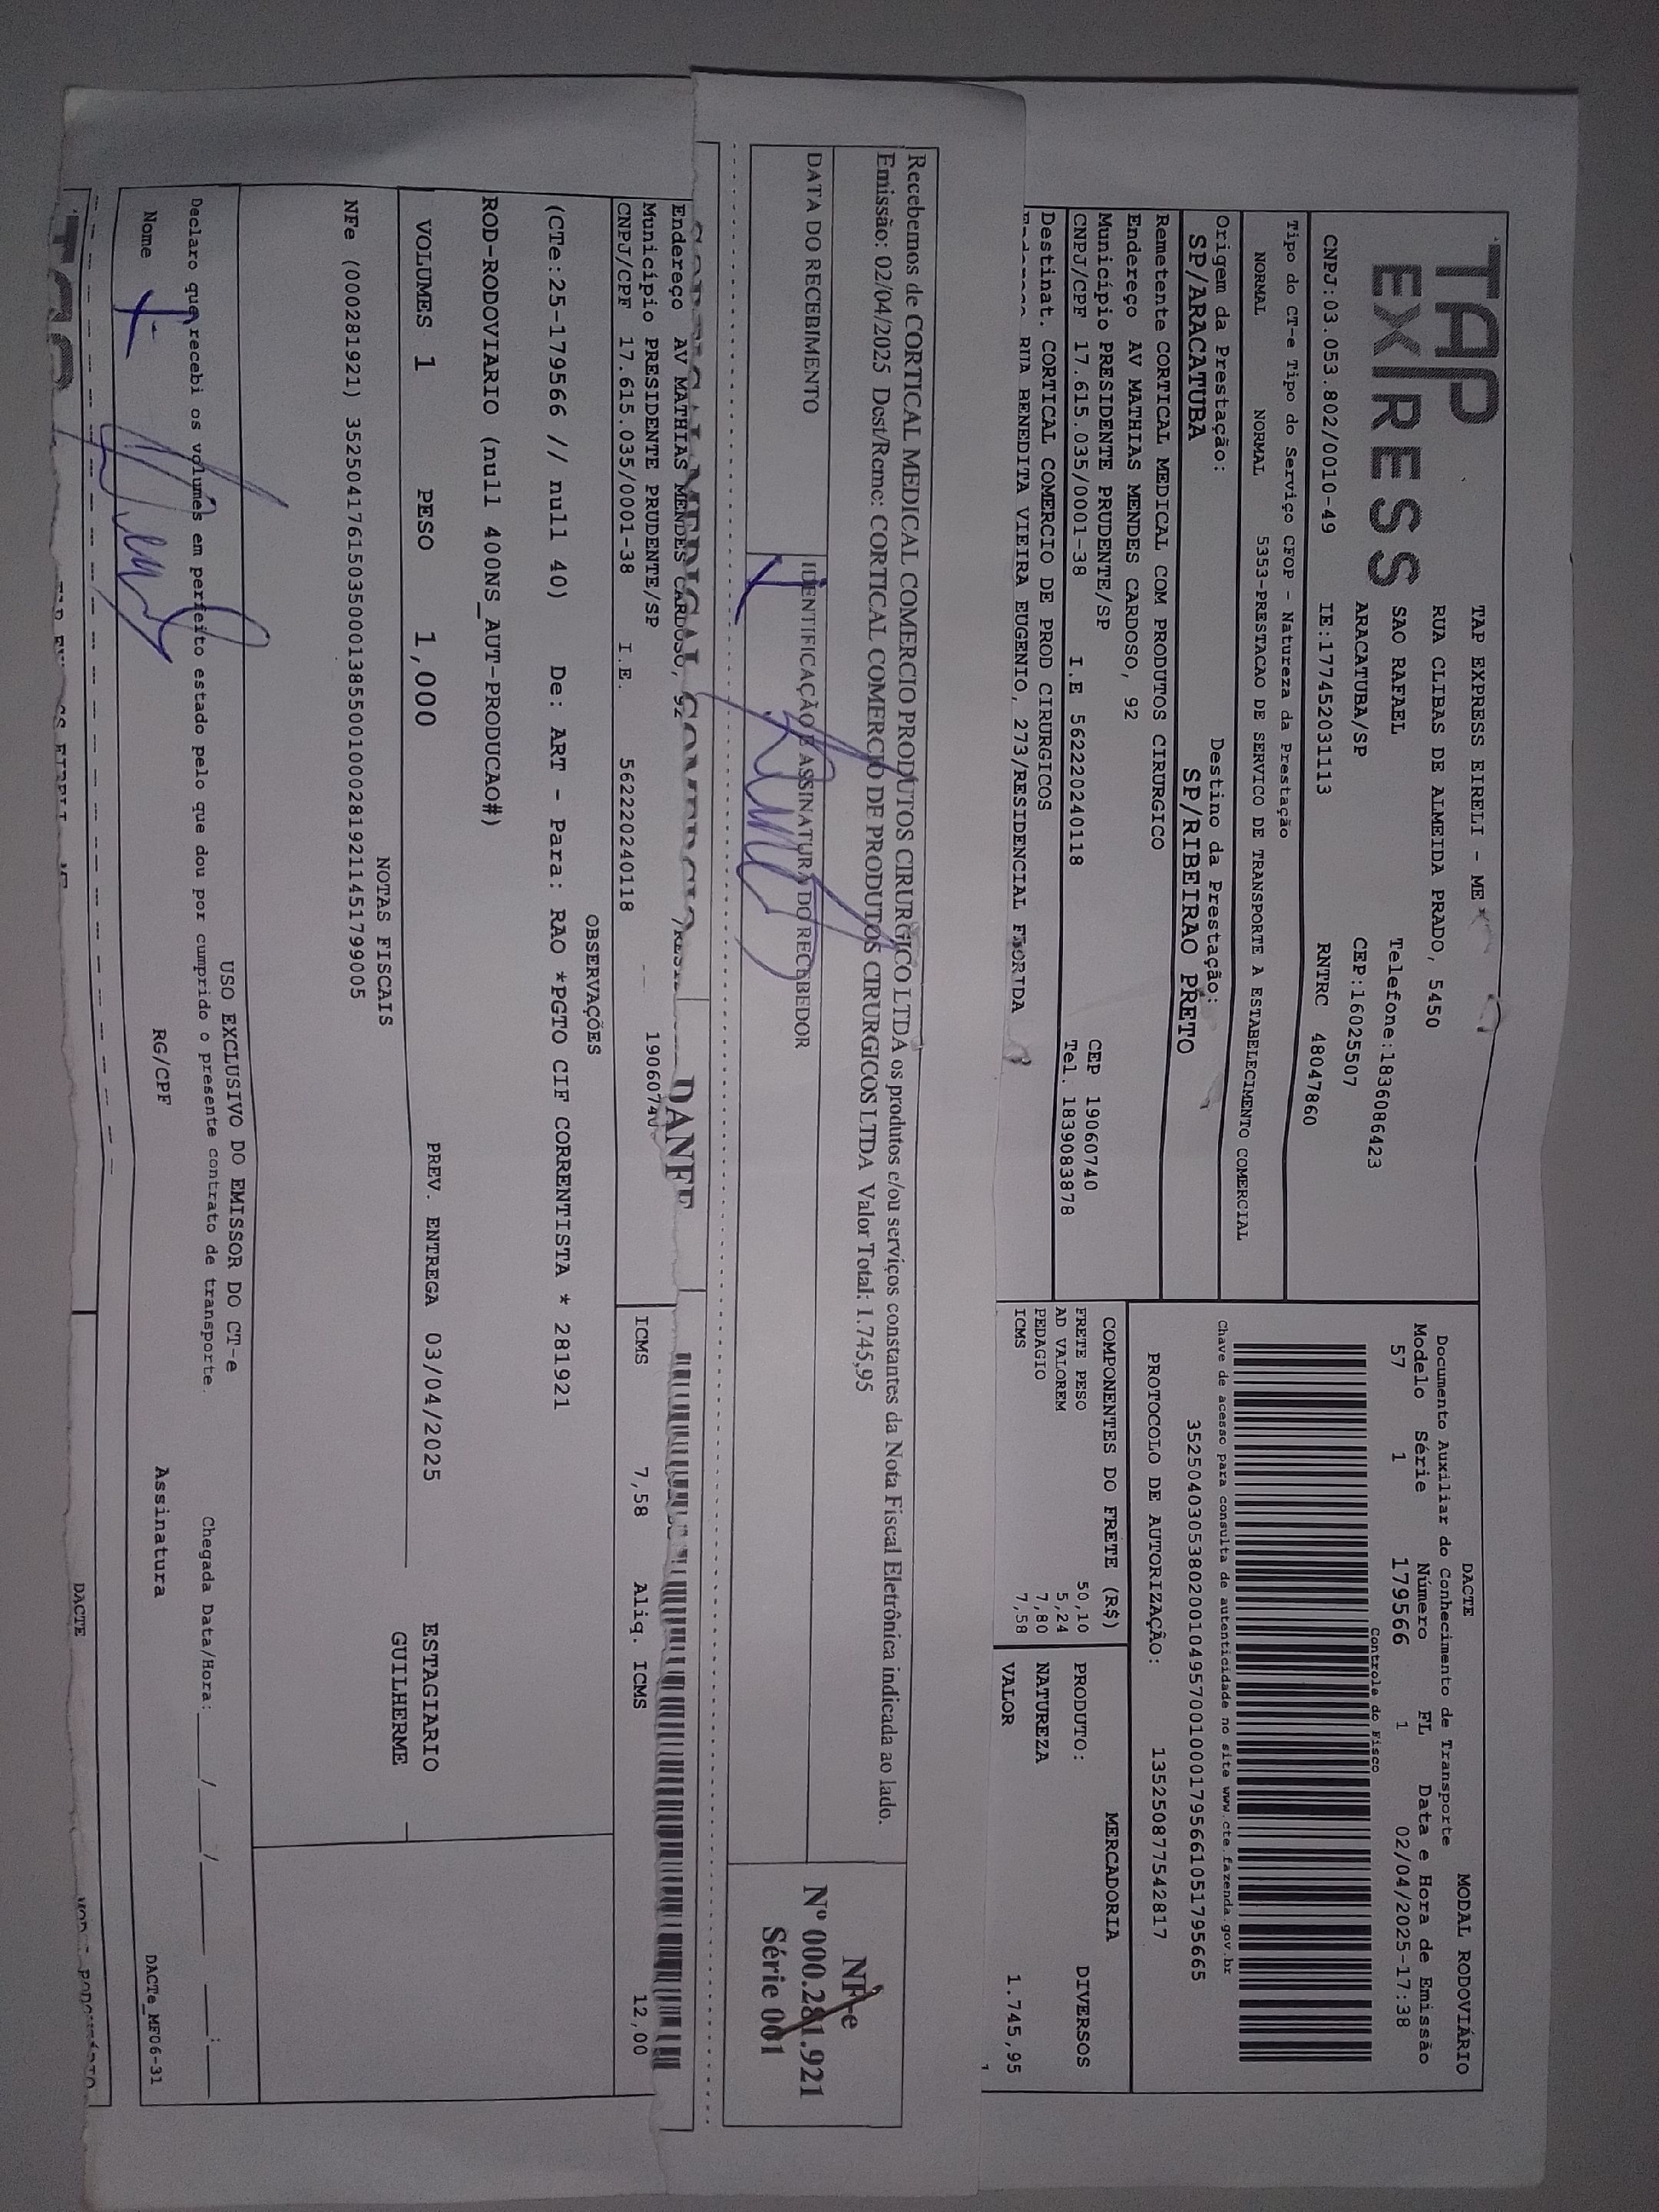 TAP
EXPRESS
TAP EXPRESS EIRELI - ME
RUA CLIBAS DE ALMEIDA PRADO, 5450
SAO RAFAEL Telefone:1836086423
ARACATUBA/SP CEP:16025507
CNPJ:03.053.802/0010-49 IE:177452031113 RNTRC 48047860
Tipo do CT-e Tipo do Serviço CFOP - Natureza da Prestação
NORMAL NORMAL 5353-PRESTACAO DE SERVICO DE TRANSPORTE A ESTABELECIMENTO COMERCIAL
Origem da Prestação: Destino da Prestação:
SP/ARACATUBA SP/RIBEIRAO PRETO
Remetente CORTICAL MEDICAL COM PRODUTOS CIRURGICO
Endereço AV MATHIAS MENDES CARDOSO, 92
Município PRESIDENTE PRUDENTE/SP CEP 19060740
CNPJ/CPF 17.615.035/0001-38 I.E 562220240118 Tel. 1839083878
Destinat. CORTICAL COMERCIO DE PROD CIRURGICOS
RUA BENEDITA VIEIRA EUGENIO, 273/RESIDENCIAL FLORIDA
DACTE MODAL RODOVIÁRIO
Documento Auxiliar do Conhecimento de Transporte
Modelo Série Número FL Data e Hora de Emissão
57 1 179566 1 02/04/2025-17:38
Controle do Fisco
Chave de acesso para consulta de autenticidade no site www.cte.fazenda.gov.br
35250403053802001049570010001795661051795665
PROTOCOLO DE AUTORIZAÇÃO: 135250877542817
COMPONENTES DO FRETE (R$) MERCADORIA
FRETE PESO 50,10 PRODUTO: DIVERSOS
AD VALOREM 5,24
PEDAGIO 7,80 NATUREZA
ICMS 7,58 VALOR 1.745,95
Recebemos de CORTICAL MEDICAL COMERCIO PRODUTOS CIRURGICO LTDA os produtos e/ou serviços constantes da Nota Fiscal Eletrônica indicada ao lado.
Emissão: 02/04/2025 Dest/Reme: CORTICAL COMERCIO DE PRODUTOS CIRURGICOS LTDA Valor Total: 1.745,95
DATA DO RECEBIMENTO IDENTIFICAÇÃO E ASSINATURA DO RECEBEDOR
NF-e
Nº 000.281.921
Série 001
DANFE
Endereço AV MATHIAS MENDES CARDOSO, 92
Município PRESIDENTE PRUDENTE/SP 19060740
CNPJ/CPF 17.615.035/0001-38 I.E. 562220240118
ICMS 7,58 Aliq. ICMS 12,00
OBSERVAÇÕES
(CTe:25-179566 // null 40) De: ART - Para: RAO *PGTO CIF CORRENTISTA * 281921
ROD-RODOVIARIO (null 400NS_AUT-PRODUCAO#)
VOLUMES 1 PESO 1,000 PREV. ENTREGA 03/04/2025 ESTAGIARIO
GUILHERME
NOTAS FISCAIS
NFe (000281921) 35250417615035000138550010002819211451799005
USO EXCLUSIVO DO EMISSOR DO CT-e
Declaro que recebi os volumes em perfeito estado pelo que dou por cumprido o presente contrato de transporte. Chegada Data/Hora:____/____/______ ___:___
Nome RG/CPF Assinatura DACTe_MF06-31
DACTE